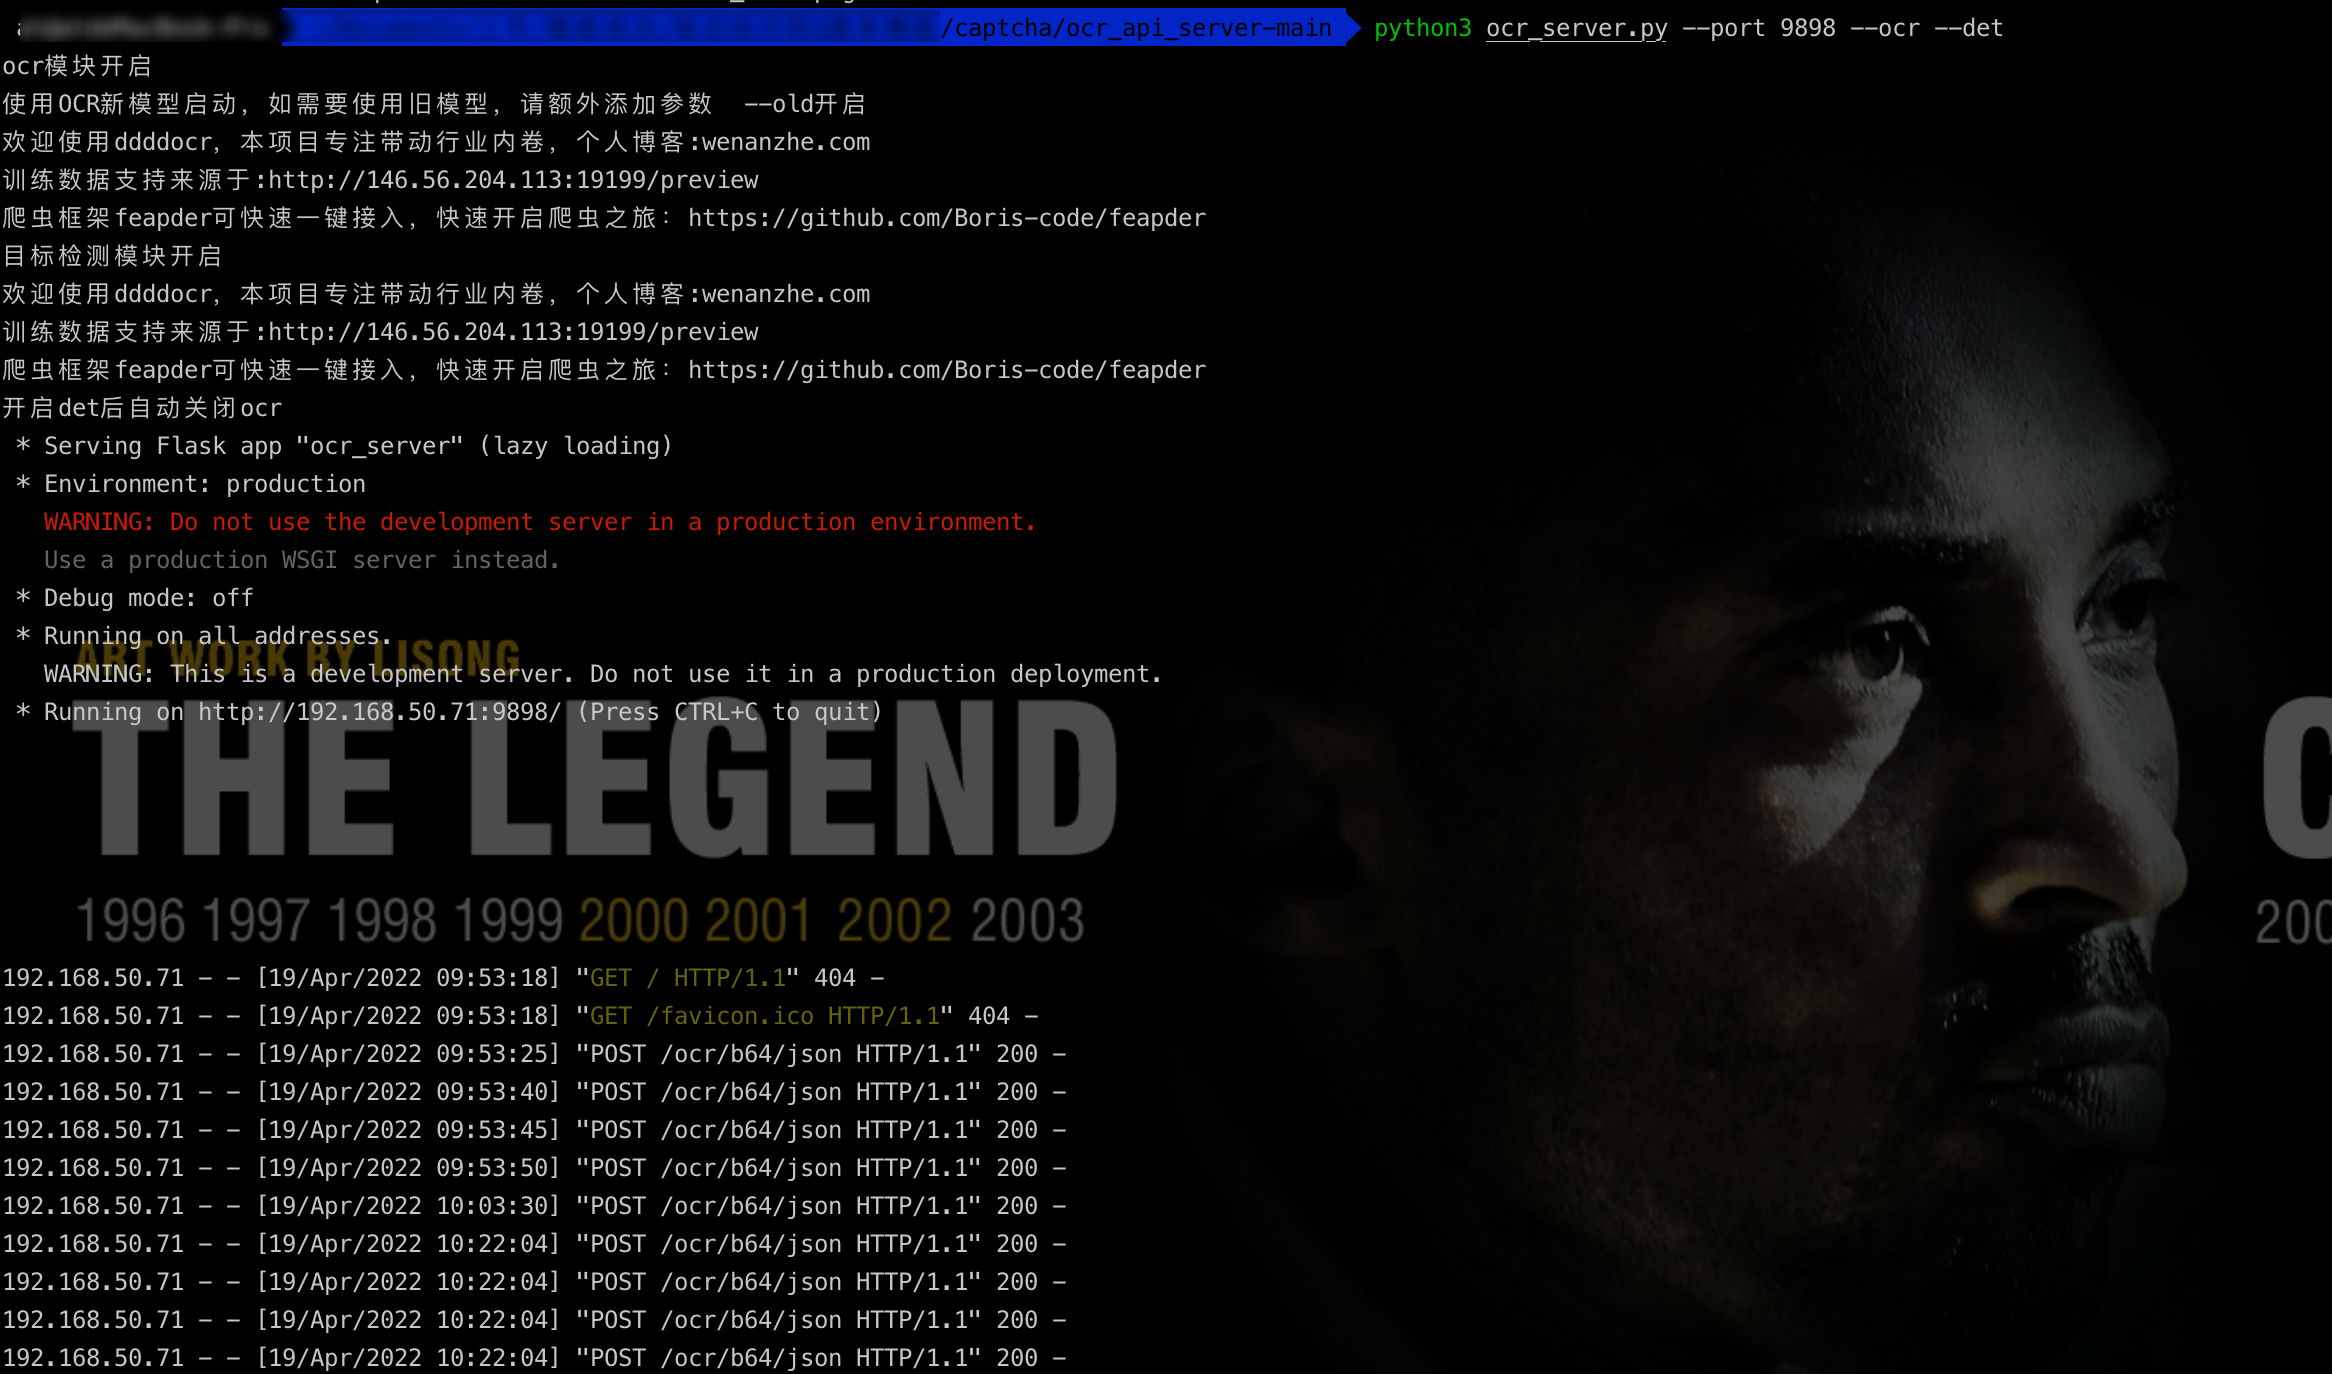 /captcha/ocr_api_server-main python3 ocr_server.py --port 9898 --ocr --det
ocr模块开启
使用OCR新模型启动，如需要使用旧模型，请额外添加参数  --old开启
欢迎使用ddddocr，本项目专注带动行业内卷，个人博客:wenanzhe.com
训练数据支持来源于:http://146.56.204.113:19199/preview
爬虫框架feapder可快速一键接入，快速开启爬虫之旅：https://github.com/Boris-code/feapder
目标检测模块开启
欢迎使用ddddocr，本项目专注带动行业内卷，个人博客:wenanzhe.com
训练数据支持来源于:http://146.56.204.113:19199/preview
爬虫框架feapder可快速一键接入，快速开启爬虫之旅：https://github.com/Boris-code/feapder
开启det后自动关闭ocr
* Serving Flask app "ocr_server" (lazy loading)
* Environment: production
WARNING: Do not use the development server in a production environment.
Use a production WSGI server instead.
* Debug mode: off
* Running on all addresses.
ART WORK BY LISONG
WARNING: This is a development server. Do not use it in a production deployment.
* Running on http://192.168.50.71:9898/ (Press CTRL+C to quit)
THE LEGEND
1996 1997 1998 1999 2000 2001 2002 2003
192.168.50.71 - - [19/Apr/2022 09:53:18] "GET / HTTP/1.1" 404 -
192.168.50.71 - - [19/Apr/2022 09:53:18] "GET /favicon.ico HTTP/1.1" 404 -
192.168.50.71 - - [19/Apr/2022 09:53:25] "POST /ocr/b64/json HTTP/1.1" 200 -
192.168.50.71 - - [19/Apr/2022 09:53:40] "POST /ocr/b64/json HTTP/1.1" 200 -
192.168.50.71 - - [19/Apr/2022 09:53:45] "POST /ocr/b64/json HTTP/1.1" 200 -
192.168.50.71 - - [19/Apr/2022 09:53:50] "POST /ocr/b64/json HTTP/1.1" 200 -
192.168.50.71 - - [19/Apr/2022 10:03:30] "POST /ocr/b64/json HTTP/1.1" 200 -
192.168.50.71 - - [19/Apr/2022 10:22:04] "POST /ocr/b64/json HTTP/1.1" 200 -
192.168.50.71 - - [19/Apr/2022 10:22:04] "POST /ocr/b64/json HTTP/1.1" 200 -
192.168.50.71 - - [19/Apr/2022 10:22:04] "POST /ocr/b64/json HTTP/1.1" 200 -
192.168.50.71 - - [19/Apr/2022 10:22:04] "POST /ocr/b64/json HTTP/1.1" 200 -